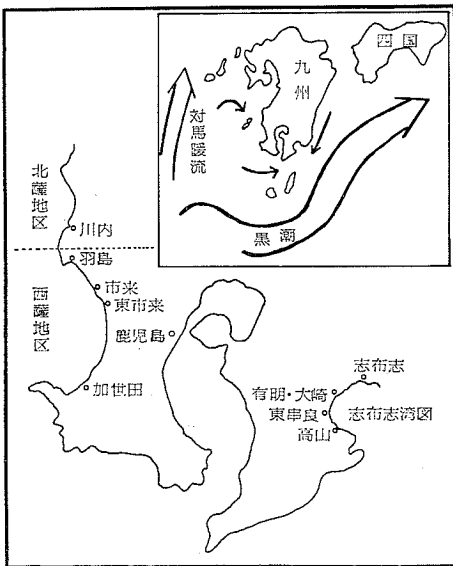 四国
九州
対馬暖流
黒潮
北薩地区
川内
羽島
西薩地区
市来
東市来
鹿児島
加世田
志布志
有明・大崎
東串良
志布志湾図
高山